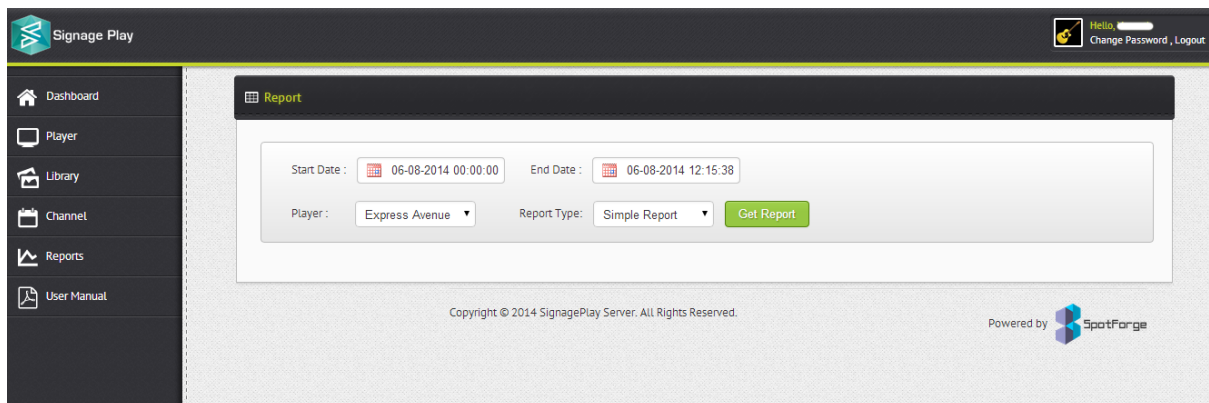 Signage Play
Hello,
Change Password , Logout
Dashboard
Player
Library
Channel
Reports
User Manual
Report
Start Date : 06-08-2014 00:00:00 End Date : 06-08-2014 12:15:38
Player : Express Avenue Report Type: Simple Report Get Report
Copyright © 2014 SignagePlay Server. All Rights Reserved.
Powered by SpotForge